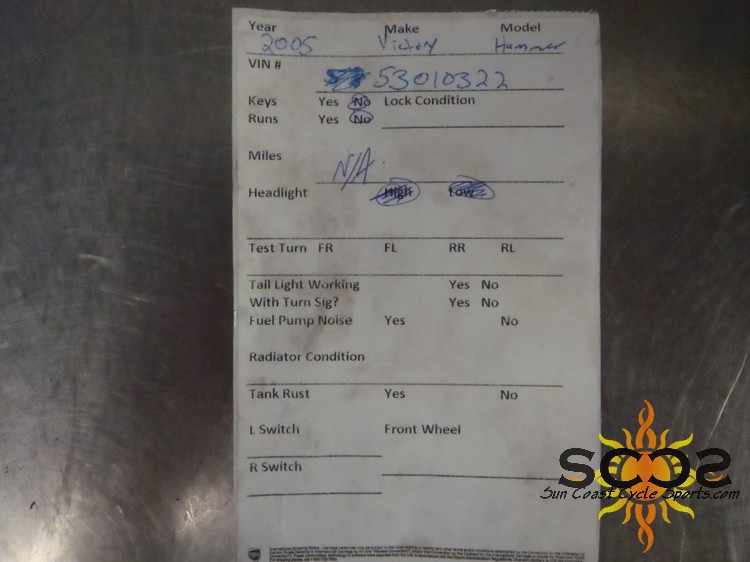 Year Make Model
2005 Victory Hammer
VIN #
53010322
Keys Yes No Lock Condition
Runs Yes No
Miles
N/A.
Headlight High Low
Test Turn FR FL RR RL
Tail Light Working Yes No
With Turn Sig? Yes No
Fuel Pump Noise Yes No
Radiator Condition
Tank Rust Yes No
L Switch Front Wheel
R Switch
SCCS
Sun Coast Cycle Sports.com